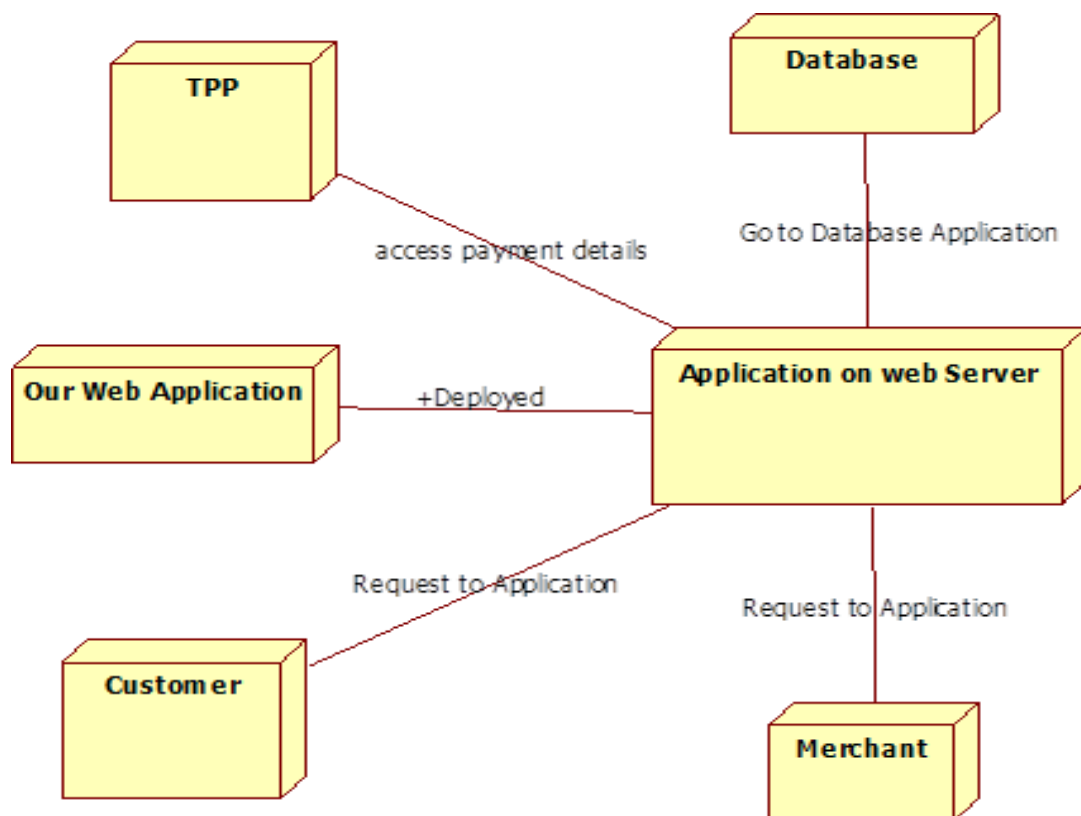 TPP
Database
access payment details
Go to Database Application
Our Web Application
+Deployed
Application on web Server
Request to Application
Request to Application
Customer
Merchant